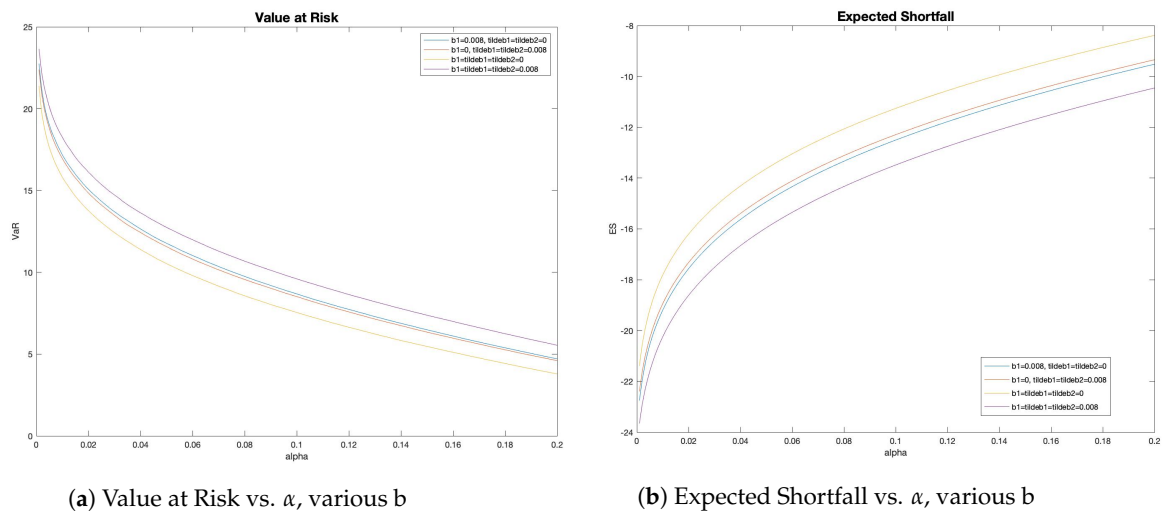 Value at Risk
b1=0.008, tildeb1=tildeb2=0
b1=0, tildeb1=tildeb2=0.008
b1=tildeb1=tildeb2=0
b1=tildeb1=tildeb2=0.008
25
20
15
10
5
0
VaR
0 0.02 0.04 0.06 0.08 0.1 0.12 0.14 0.16 0.18 0.2
alpha
(a) Value at Risk vs. α, various b
Expected Shortfall
-8
-10
-12
-14
-16
-18
-20
-22
-24
ES
b1=0.008, tildeb1=tildeb2=0
b1=0, tildeb1=tildeb2=0.008
b1=tildeb1=tildeb2=0
b1=tildeb1=tildeb2=0.008
0 0.02 0.04 0.06 0.08 0.1 0.12 0.14 0.16 0.18 0.2
alpha
(b) Expected Shortfall vs. α, various b